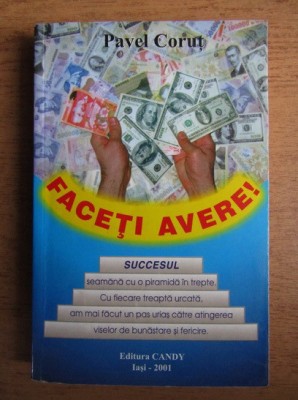 Pavel Coruț
FACEȚI AVERE!
SUCCESUL
seamănă cu o piramidă în trepte.
Cu fiecare treaptă urcată,
am mai făcut un pas uriaș către atingerea
viselor de bunăstare și fericire.
Editura CANDY
Iași - 2001